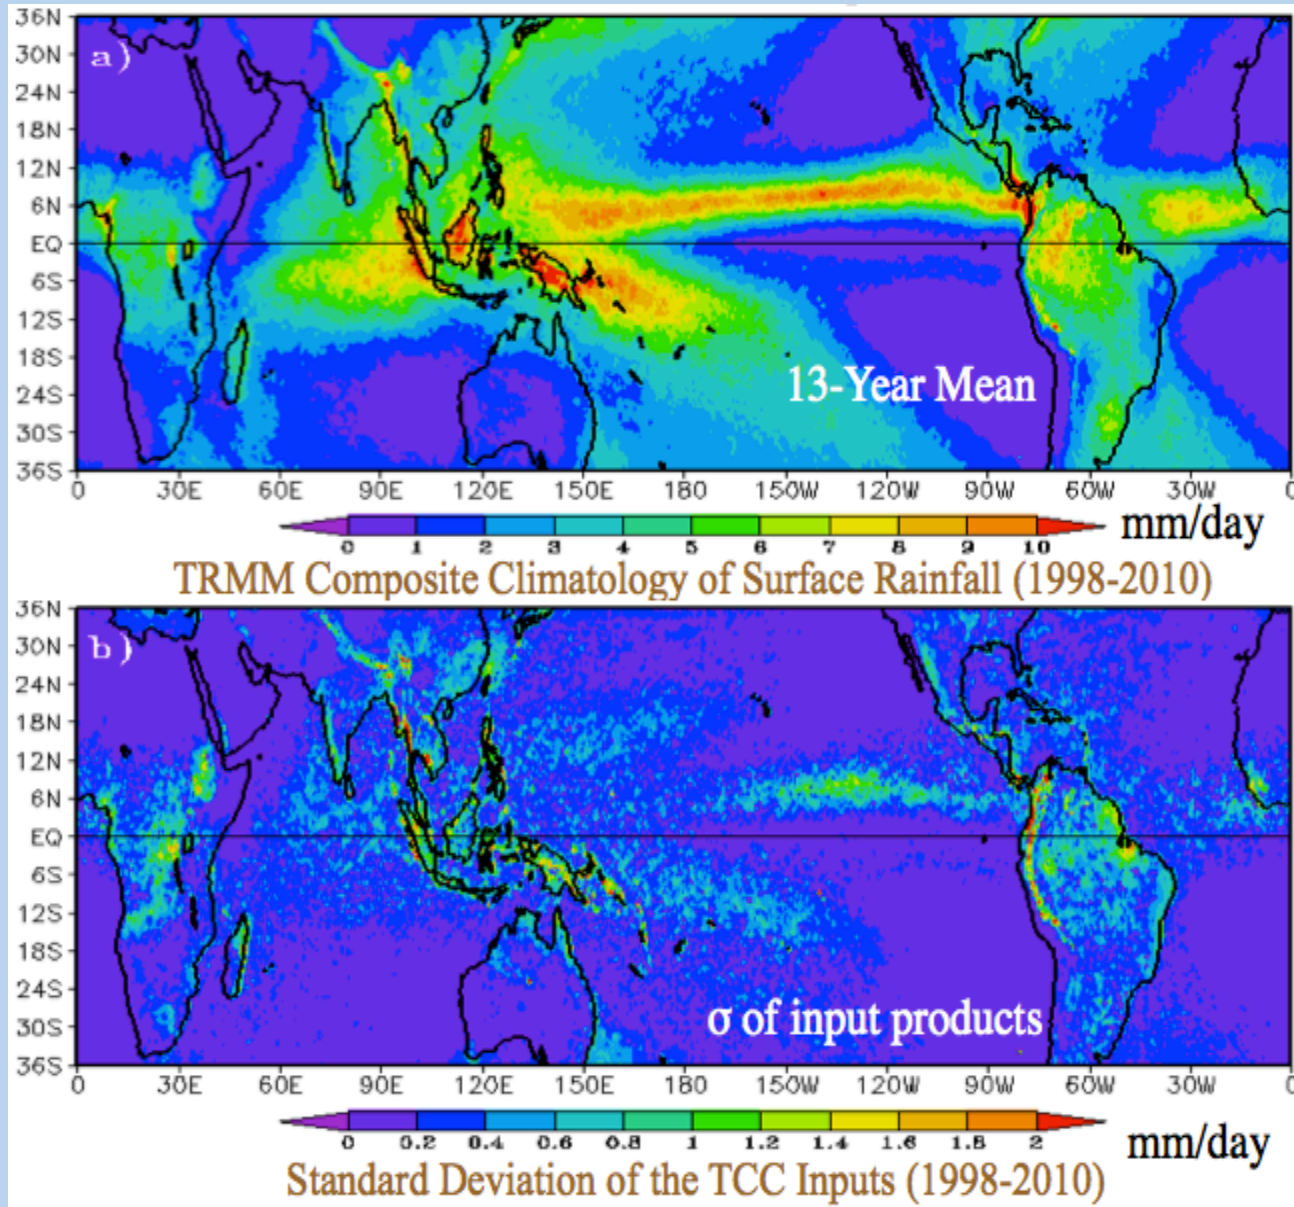 36N
30N
24N
18N
12N
6N
EQ
6S
12S
18S
24S
30S
36S
a)
13-Year Mean
0 30E 60E 90E 120E 150E 180 150W 120W 90W 60W 30W 0
0 1 2 3 4 5 6 7 8 9 10 mm/day
TRMM Composite Climatology of Surface Rainfall (1998-2010)
36N
30N
24N
18N
12N
6N
EQ
6S
12S
18S
24S
30S
36S
b)
σ of input products
0 30E 60E 90E 120E 150E 180 150W 120W 90W 60W 30W 0
0 0.2 0.4 0.6 0.8 1 1.2 1.4 1.6 1.8 2 mm/day
Standard Deviation of the TCC Inputs (1998-2010)